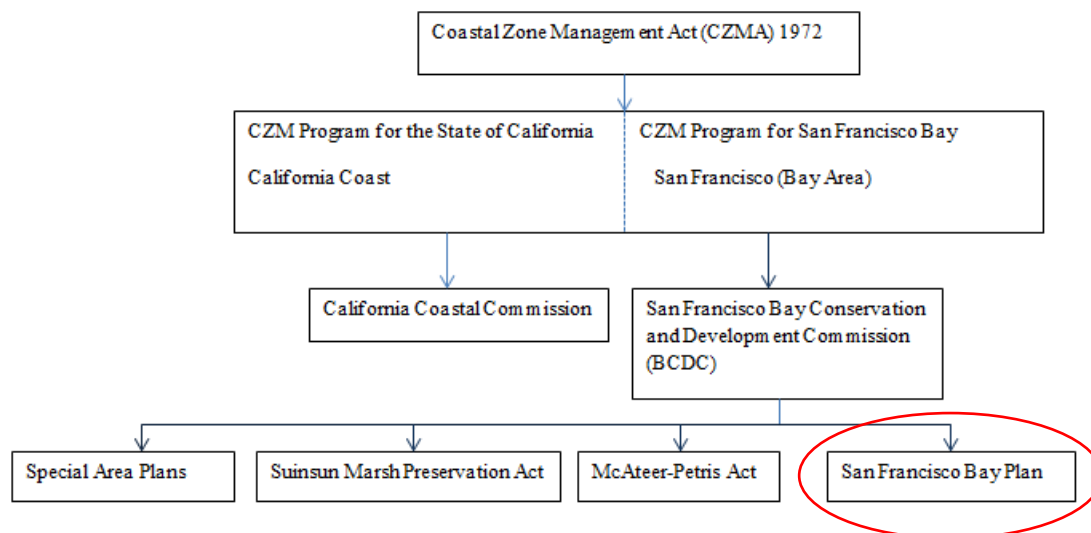 Coastal Zone Management Act (CZMA) 1972
CZM Program for the State of California
California Coast
CZM Program for San Francisco Bay
San Francisco (Bay Area)
California Coastal Commission
San Francisco Bay Conservation
and Development Commission
(BCDC)
Special Area Plans
Suinsun Marsh Preservation Act
McAteer-Petris Act
San Francisco Bay Plan